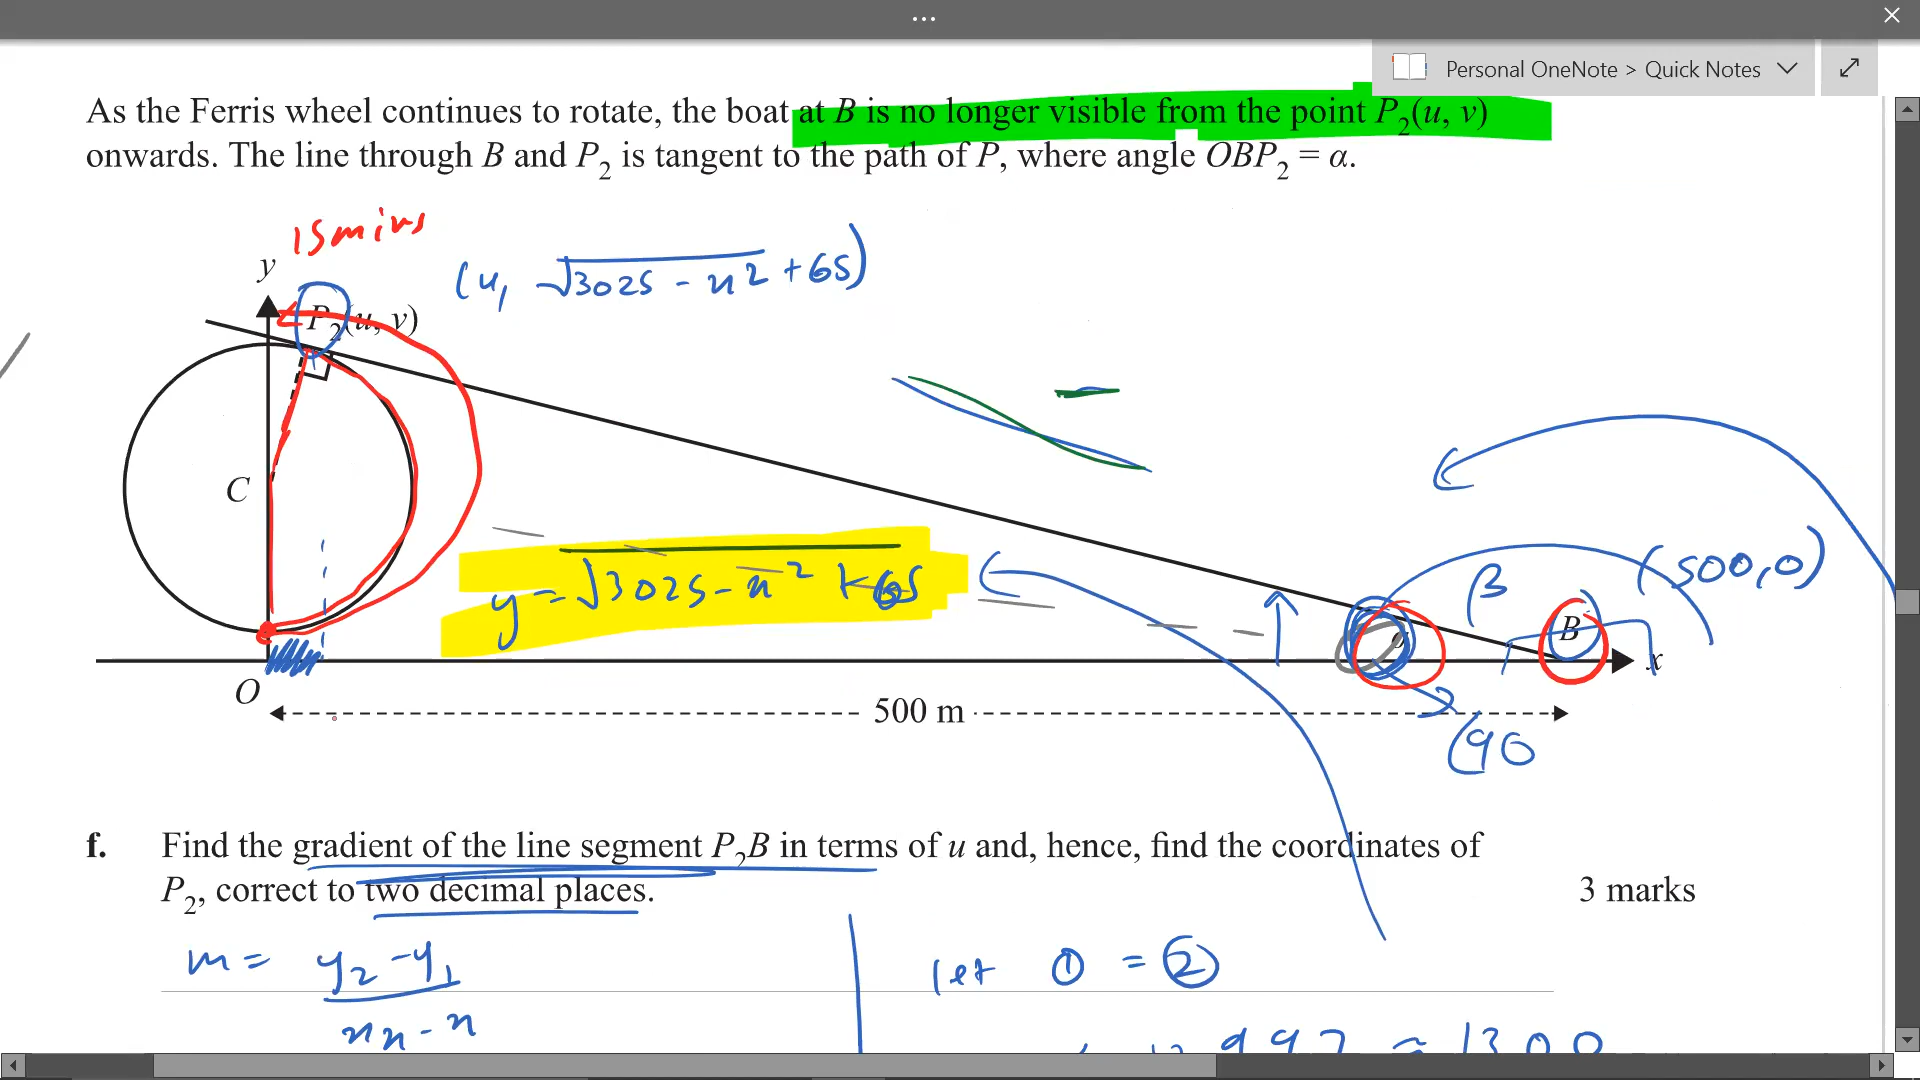 Personal OneNote > Quick Notes
As the Ferris wheel continues to rotate, the boat at B is no longer visible from the point P₂(u, v)
onwards. The line through B and P₂ is tangent to the path of P, where angle OBP₂ = α.
15mins
y
(u, √3025 - x² + 65)
P₂(u, v)
C
y = √3025 - x² + 65
β
(500,0)
B
x
O
500 m
(90
f. Find the gradient of the line segment P₂B in terms of u and, hence, find the coordinates of
P₂, correct to two decimal places.
3 marks
m = y₂ - y₁
let ① = ②